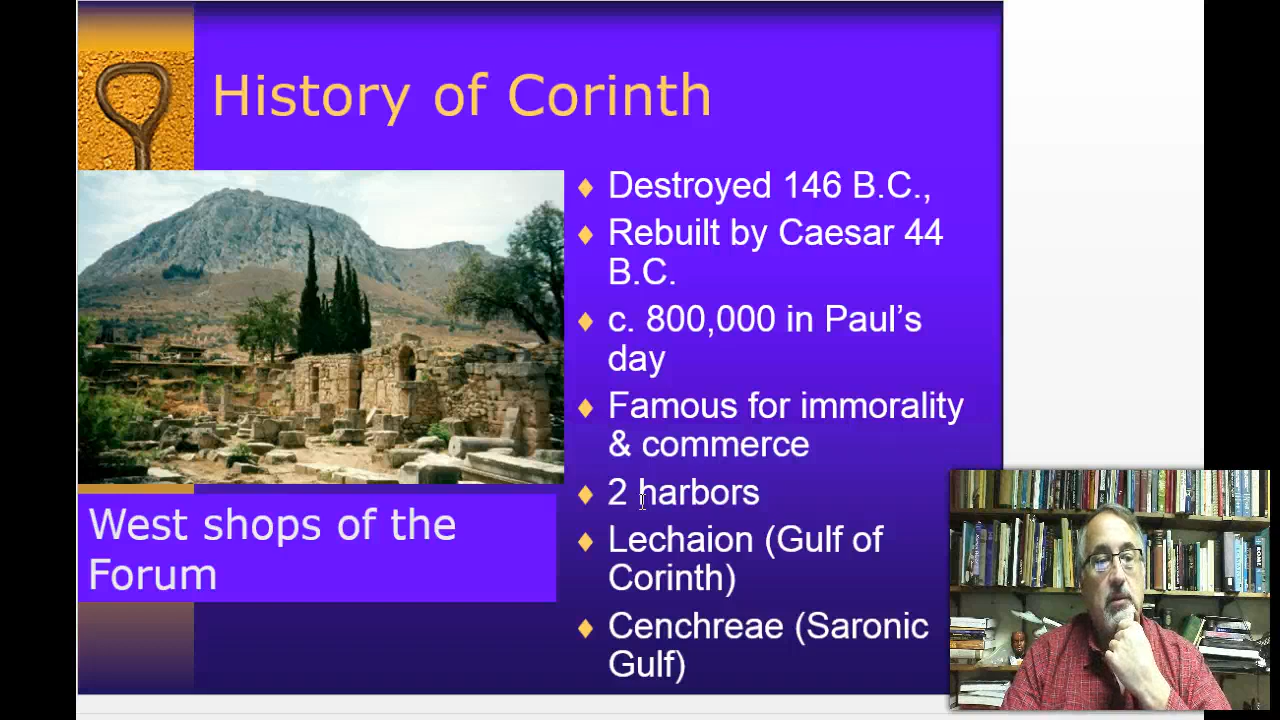 History of Corinth
Destroyed 146 B.C.,
Rebuilt by Caesar 44
B.C.
c. 800,000 in Paul’s
day
Famous for immorality
& commerce
2 harbors
Lechaion (Gulf of
Corinth)
Cenchreae (Saronic
Gulf)
West shops of the
Forum